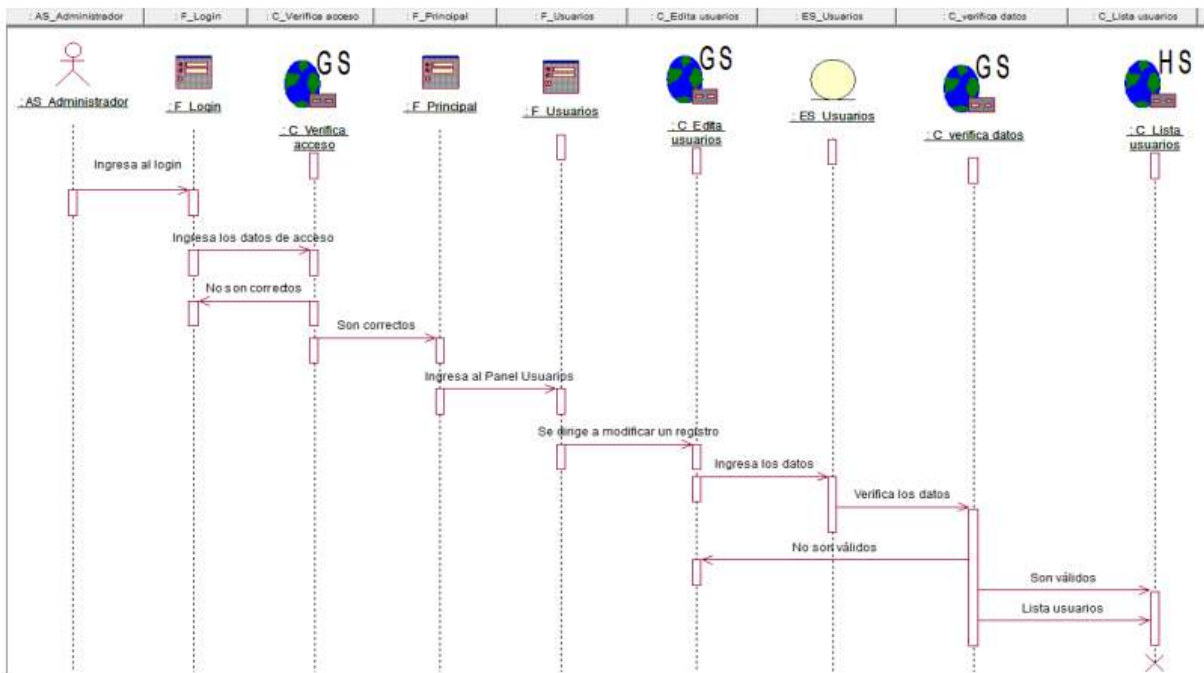 : AS_Administrador
: F_Login
: C_Verifica acceso
: F_Principal
: F_Usuarios
: C_Edita usuarios
: ES_Usuarios
: C_verifica datos
: C_Lista usuarios
GS
GS
GS
HS
: AS_Administrador
: F_Login
: C_Verifica
acceso
: F_Principal
: F_Usuarios
: C_Edita
usuarios
: ES_Usuarios
: C_verifica datos
: C_Lista
usuarios
Ingresa al login
Ingresa los datos de acceso
No son correctos
Son correctos
Ingresa al Panel Usuarios
Se dirige a modificar un registro
Ingresa los datos
Verifica los datos
No son válidos
Son válidos
Lista usuarios